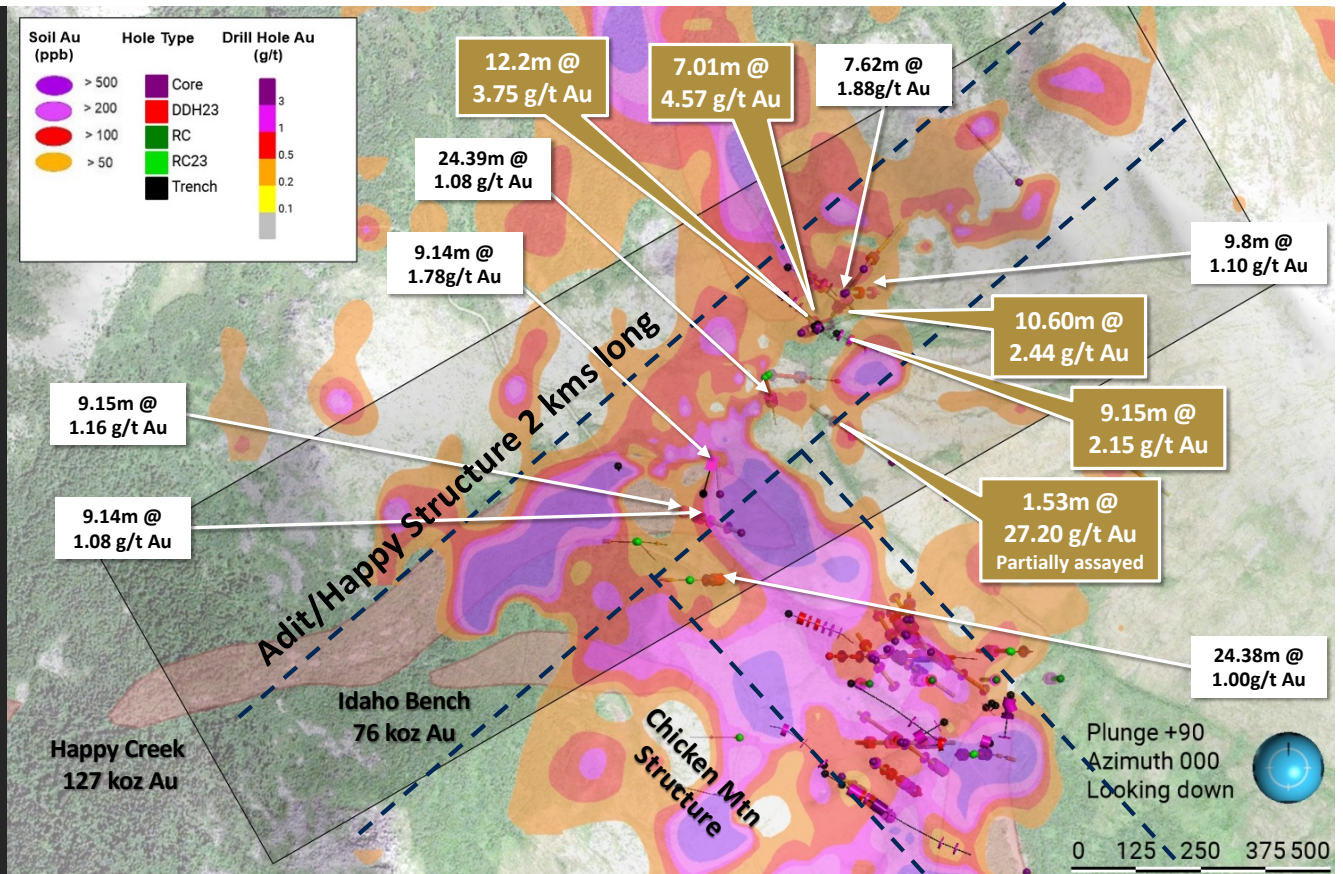 Soil Au
(ppb)
> 500
> 200
> 100
> 50
Hole Type
Core
DDH23
RC
RC23
Trench
Drill Hole Au
(g/t)
3
1
0.5
0.2
0.1
12.2m @
3.75 g/t Au
7.01m @
4.57 g/t Au
7.62m @
1.88g/t Au
24.39m @
1.08 g/t Au
9.14m @
1.78g/t Au
9.8m @
1.10 g/t Au
10.60m @
2.44 g/t Au
9.15m @
1.16 g/t Au
9.15m @
2.15 g/t Au
1.53m @
27.20 g/t Au
Partially assayed
9.14m @
1.08 g/t Au
24.38m @
1.00g/t Au
Adit/Happy Structure 2 kms long
Idaho Bench
76 koz Au
Happy Creek
127 koz Au
Chicken Mtn
Structure
Plunge +90
Azimuth 000
Looking down
0 125 250 375 500